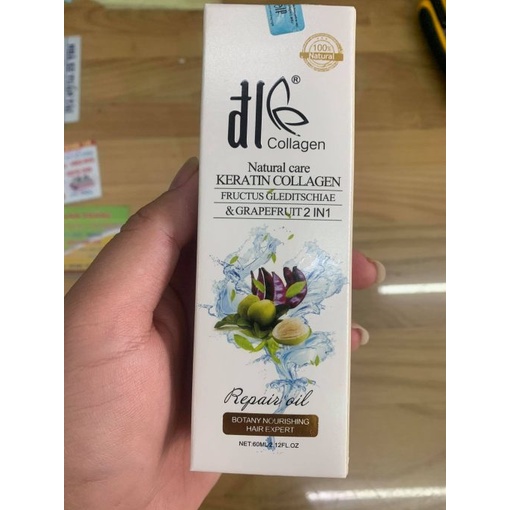 100%
Natural
đl®
Collagen
Natural care
KERATIN COLLAGEN
FRUCTUS GLEDITSCHIAE
& GRAPEFRUIT 2 IN1
Repair oil
BOTANY NOURISHING
HAIR EXPERT
NET:60ML/2.12FL.OZ